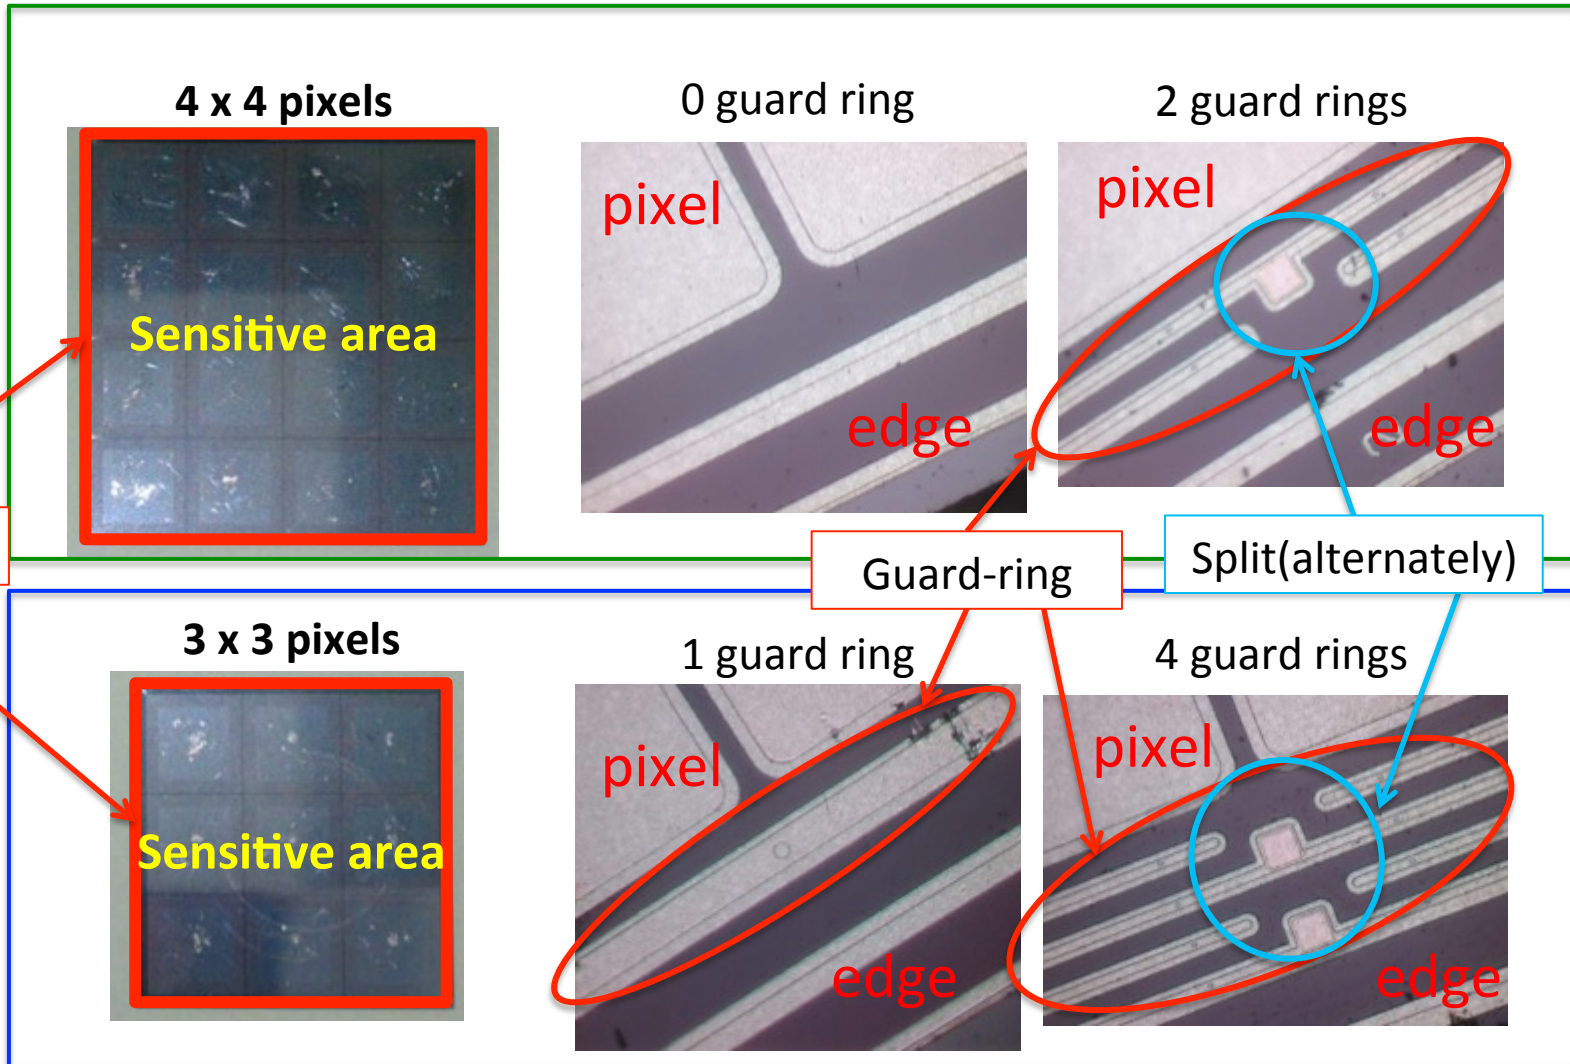 4 x 4 pixels
0 guard ring
2 guard rings
Sensitive area
pixel
edge
pixel
edge
Guard-ring
Split(alternately)
3 x 3 pixels
1 guard ring
4 guard rings
Sensitive area
pixel
edge
pixel
edge